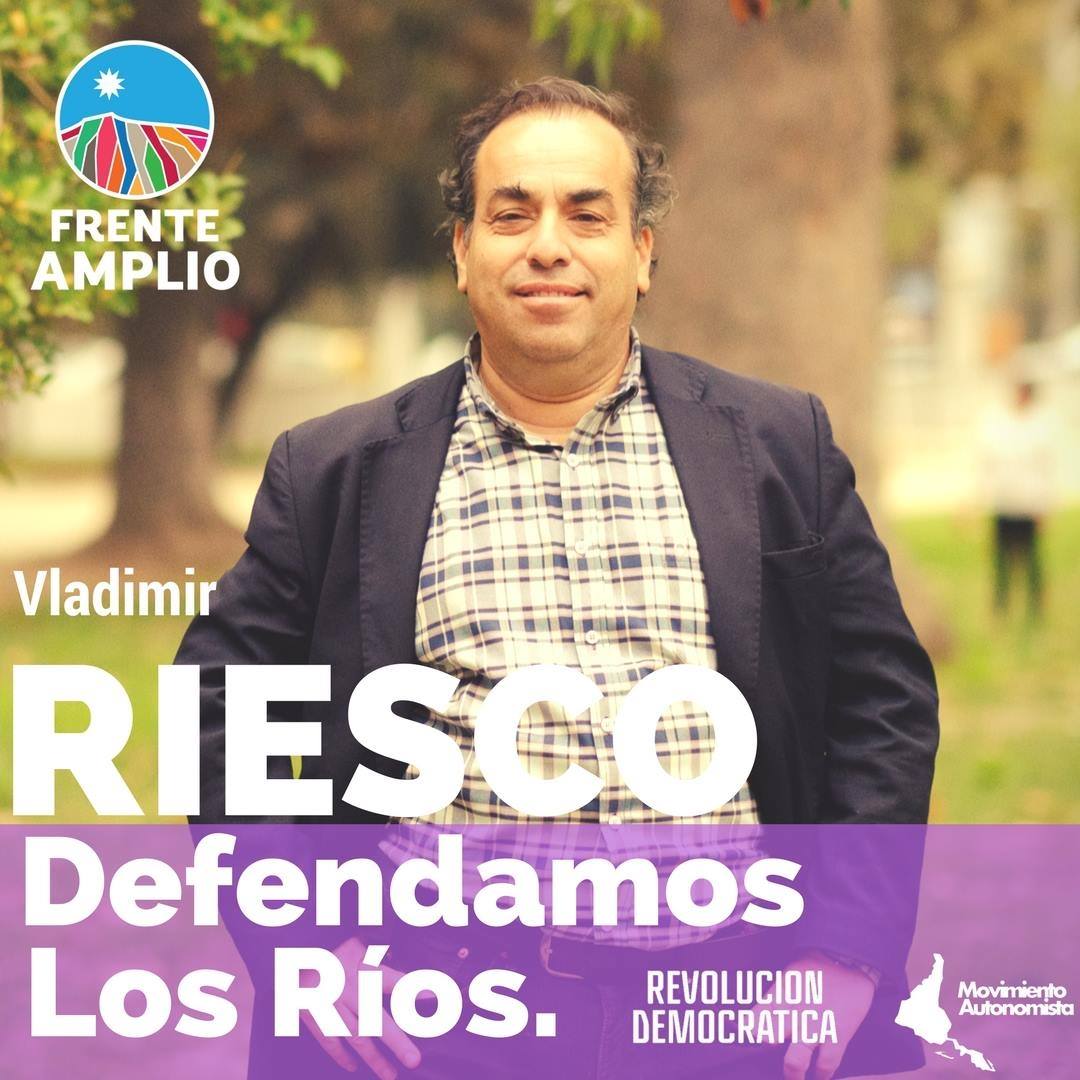 FRENTE
AMPLIO
Vladimir
RIESCO
Defendamos
Los Ríos.
REVOLUCION
DEMOCRATICA
Movimiento
Autonomista